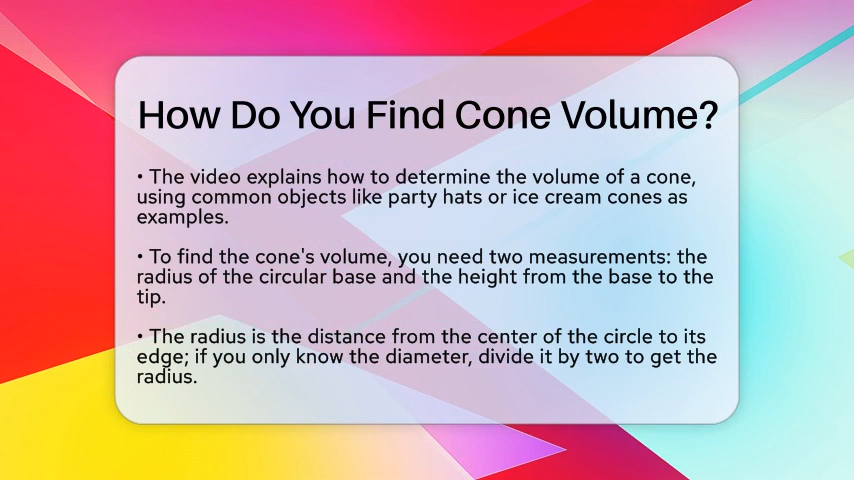 How Do You Find Cone Volume?
• The video explains how to determine the volume of a cone,
using common objects like party hats or ice cream cones as
examples.
• To find the cone's volume, you need two measurements: the
radius of the circular base and the height from the base to the
tip.
• The radius is the distance from the center of the circle to its
edge; if you only know the diameter, divide it by two to get the
radius.